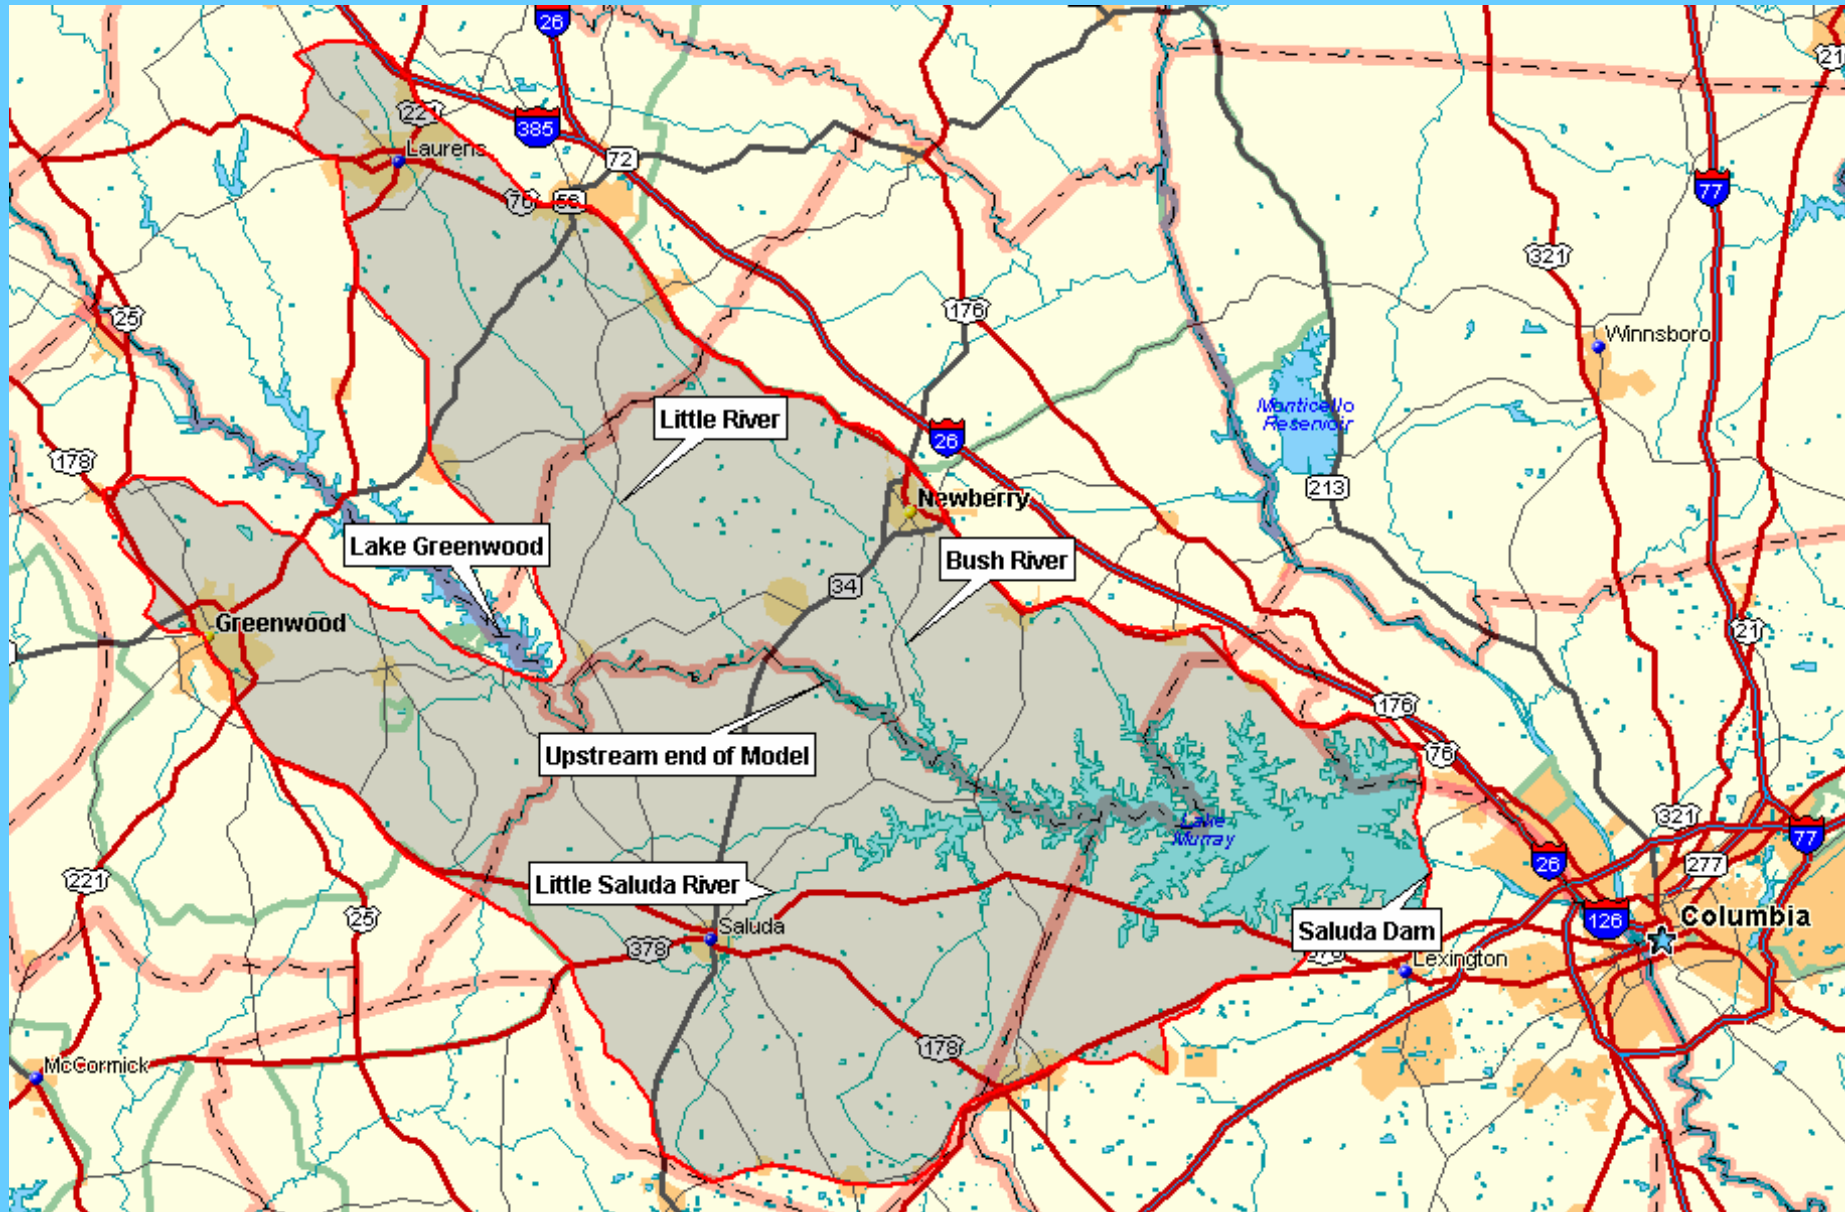 26
21
221
385
Laurens
72
77
76
56
321
25
176
Winnsboro
Monticello
Reservoir
Little River
26
178
213
Newberry
Lake Greenwood
Bush River
34
Greenwood
21
176
Upstream end of Model
76
Lake
Murray
321
77
26
277
221
Little Saluda River
25
126
Columbia
Saluda
Saluda Dam
378
378
Lexington
178
McCormick